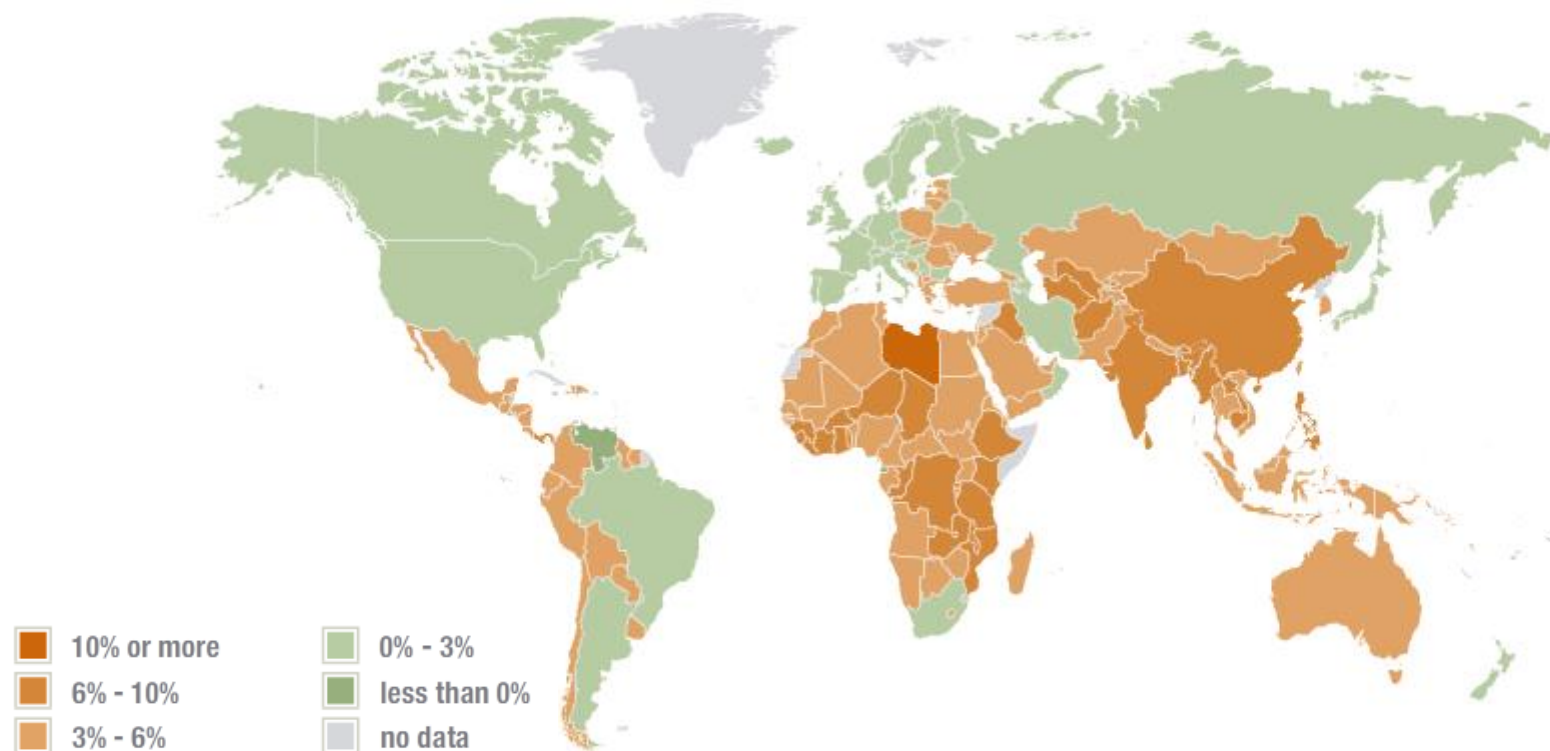 10% or more
6% - 10%
3% - 6%
0% - 3%
less than 0%
no data